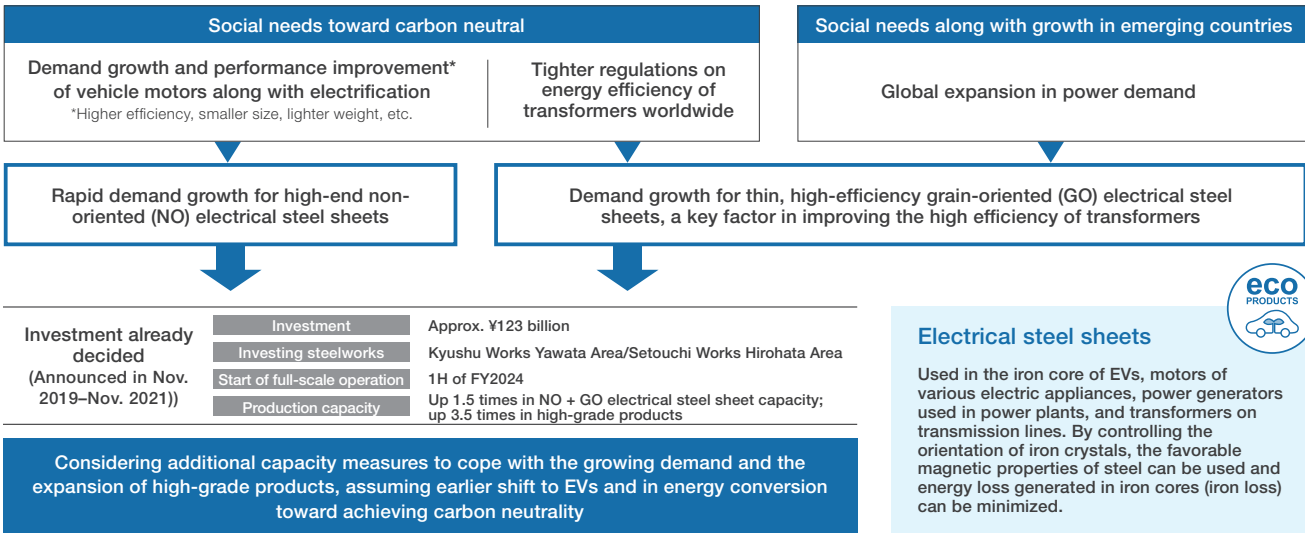 Social needs toward carbon neutral
Demand growth and performance improvement*
of vehicle motors along with electrification
*Higher efficiency, smaller size, lighter weight, etc.
Tighter regulations on
energy efficiency of
transformers worldwide
Social needs along with growth in emerging countries
Global expansion in power demand
Rapid demand growth for high-end non-
oriented (NO) electrical steel sheets
Demand growth for thin, high-efficiency grain-oriented (GO) electrical steel
sheets, a key factor in improving the high efficiency of transformers
Investment already
decided
(Announced in Nov.
2019–Nov. 2021))
Investment
Approx. ¥123 billion
Investing steelworks
Kyushu Works Yawata Area/Setouchi Works Hirohata Area
Start of full-scale operation
1H of FY2024
Production capacity
Up 1.5 times in NO + GO electrical steel sheet capacity;
up 3.5 times in high-grade products
Considering additional capacity measures to cope with the growing demand and the
expansion of high-grade products, assuming earlier shift to EVs and in energy conversion
toward achieving carbon neutrality
eco
PRODUCTS
Electrical steel sheets
Used in the iron core of EVs, motors of
various electric appliances, power generators
used in power plants, and transformers on
transmission lines. By controlling the
orientation of iron crystals, the favorable
magnetic properties of steel can be used and
energy loss generated in iron cores (iron loss)
can be minimized.